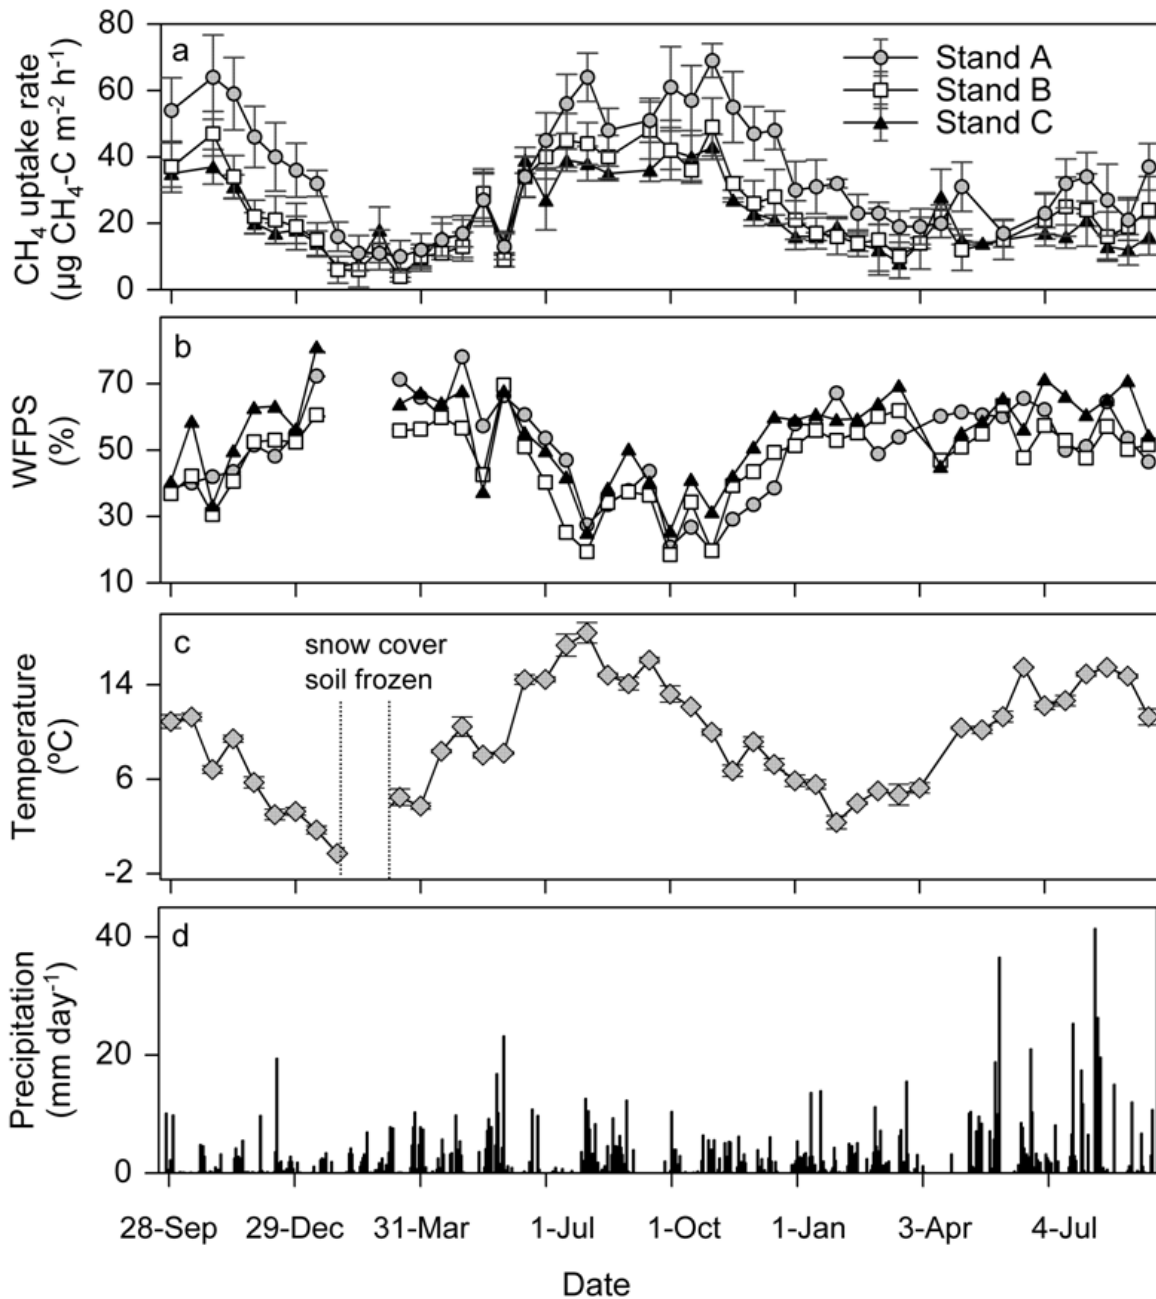 a
CH₄ uptake rate
(µg CH₄-C m⁻² h⁻¹)
80
60
40
20
0
Stand A
Stand B
Stand C
b
WFPS
(%)
70
50
30
10
c
Temperature
(ºC)
14
6
-2
snow cover
soil frozen
d
Precipitation
(mm day⁻¹)
40
20
0
28-Sep 29-Dec 31-Mar 1-Jul 1-Oct 1-Jan 3-Apr 4-Jul
Date